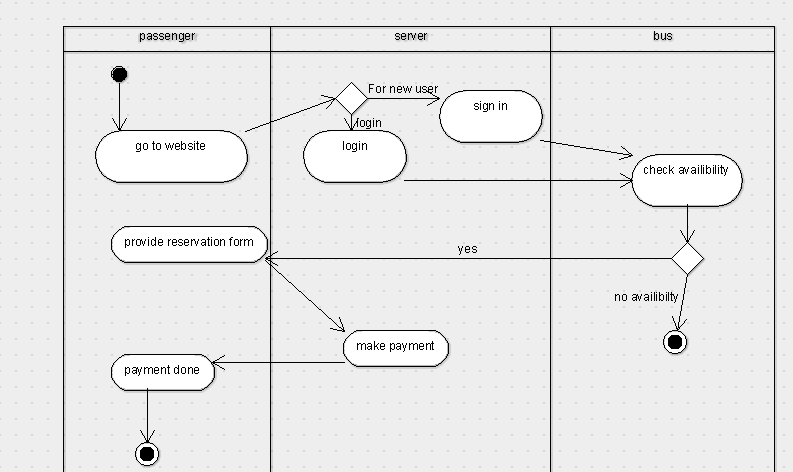 passenger
server
bus
For new user
sign in
login
go to website
login
check availibility
provide reservation form
yes
no availibilty
make payment
payment done